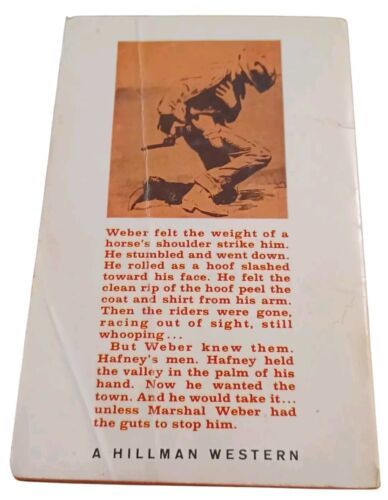 Weber felt the weight of a
horse's shoulder strike him.
He stumbled and went down.
He rolled as a hoof slashed
toward his face. He felt the
clean rip of the hoof peel the
coat and shirt from his arm.
Then the riders were gone,
racing out of sight, still
whooping...
But Weber knew them.
Hafney's men. Hafney held
the valley in the palm of his
hand. Now he wanted the
town. And he would take it...
unless Marshal Weber had
the guts to stop him.
A HILLMAN WESTERN